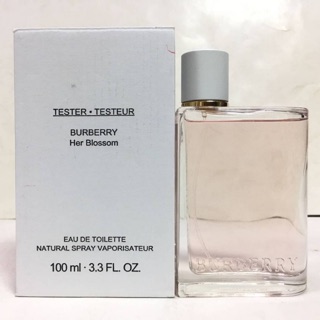 TESTER • TESTEUR
BURBERRY
Her Blossom
EAU DE TOILETTE
NATURAL SPRAY VAPORISATEUR
100 ml · 3.3 FL. OZ.
BURBERRY